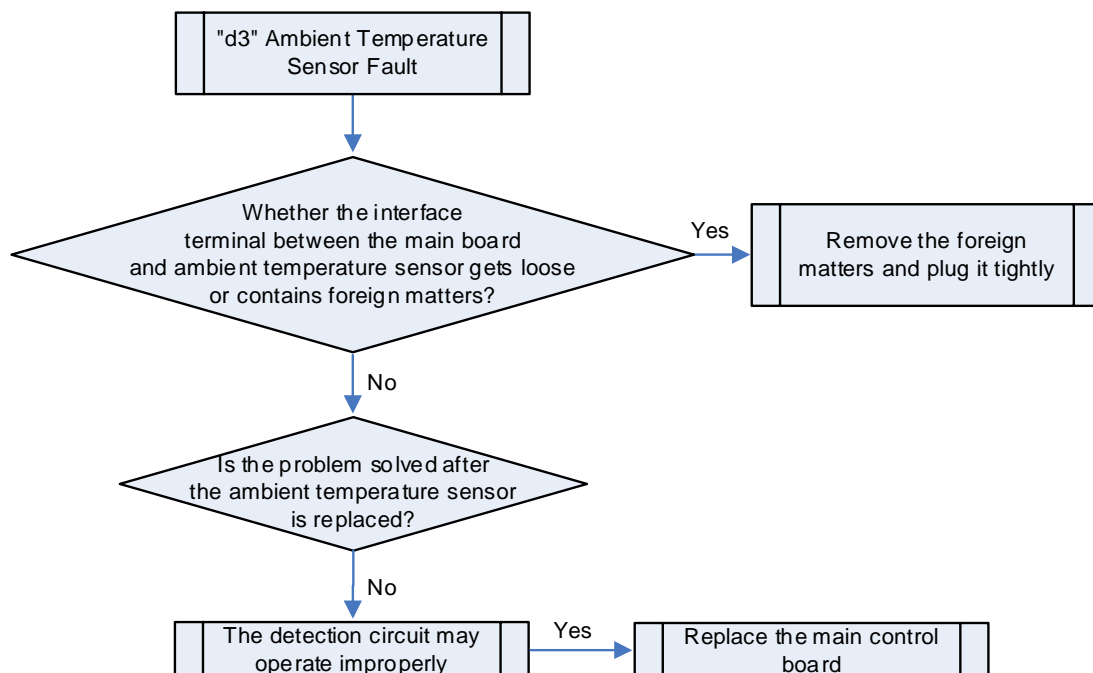 "d3" Ambient Temperature
Sensor Fault
Whether the interface
terminal between the main board
and ambient temperature sensor gets loose
or contains foreign matters?
Yes
Remove the foreign
matters and plug it tightly
No
Is the problem solved after
the ambient temperature sensor
is replaced?
No
The detection circuit may
operate improperly
Yes
Replace the main control
board